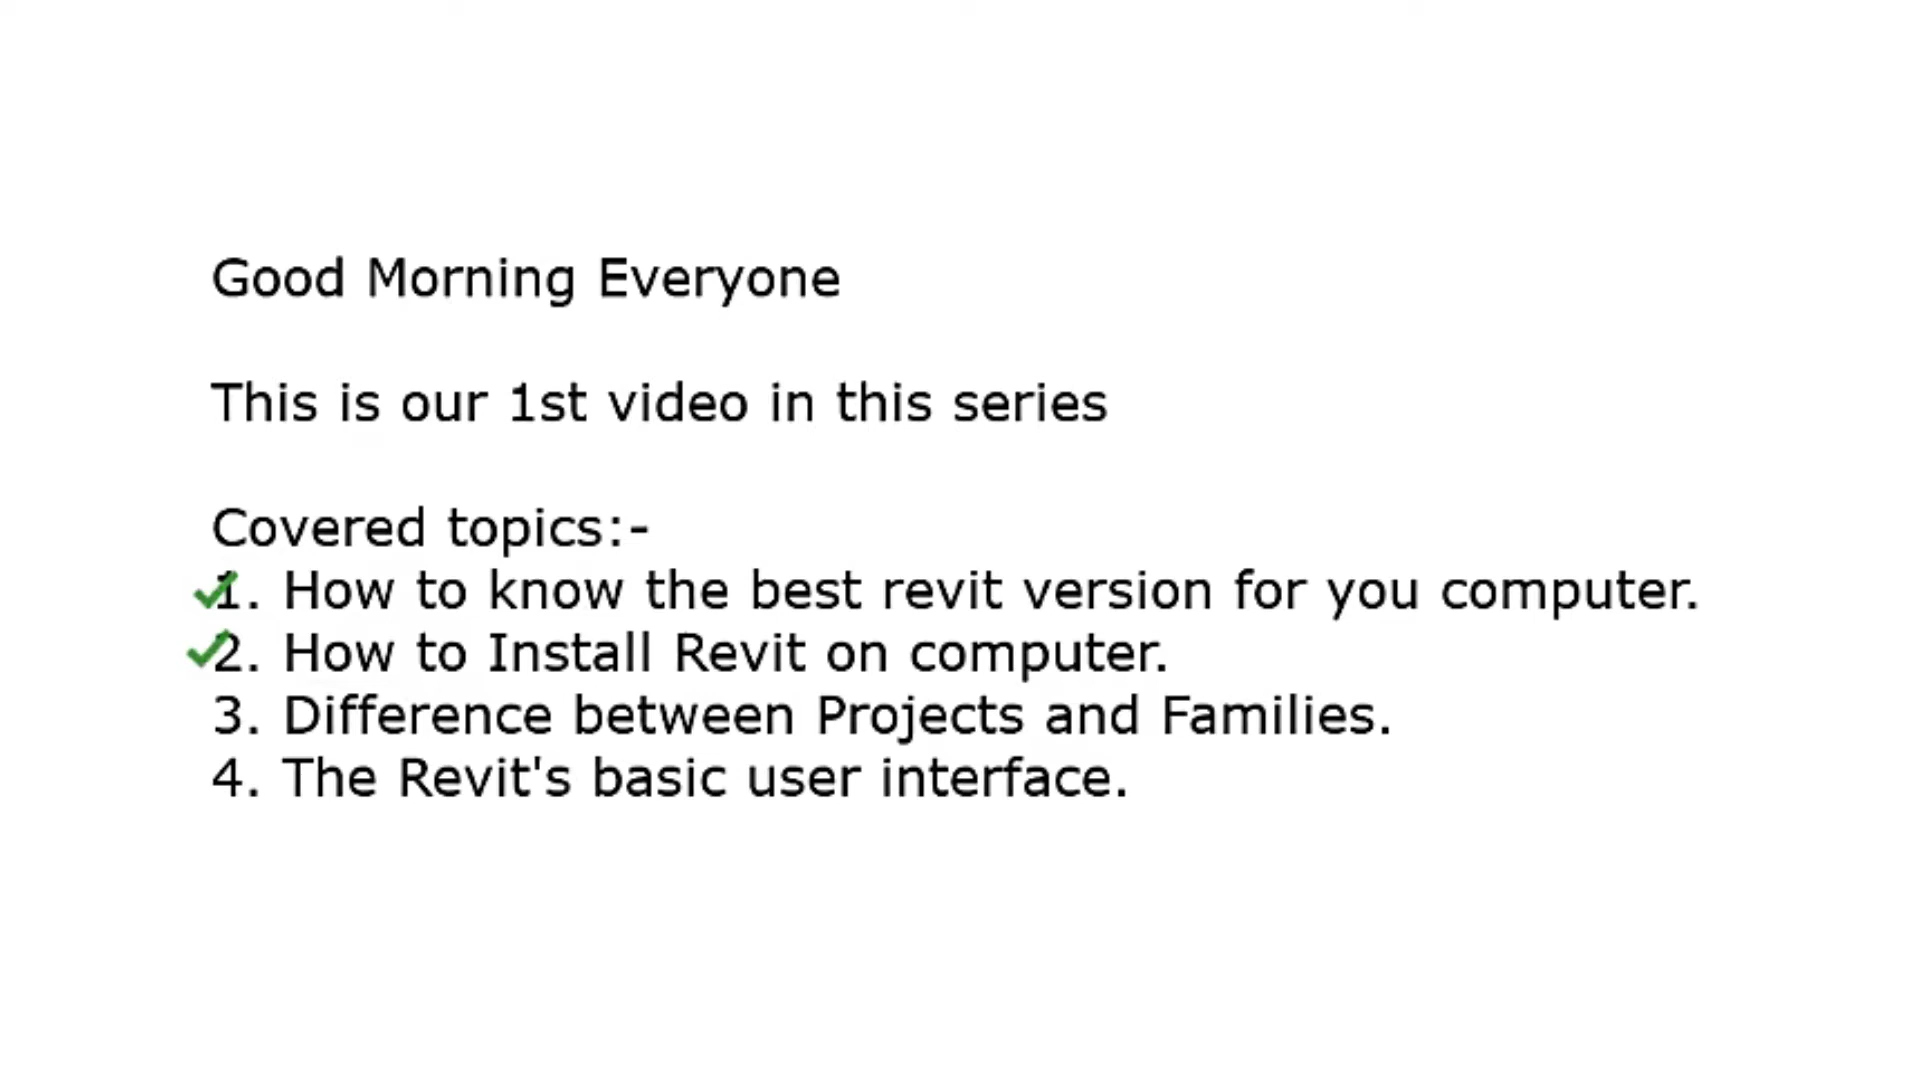 Good Morning Everyone
This is our 1st video in this series
Covered topics:-
1. How to know the best revit version for you computer.
2. How to Install Revit on computer.
3. Difference between Projects and Families.
4. The Revit's basic user interface.